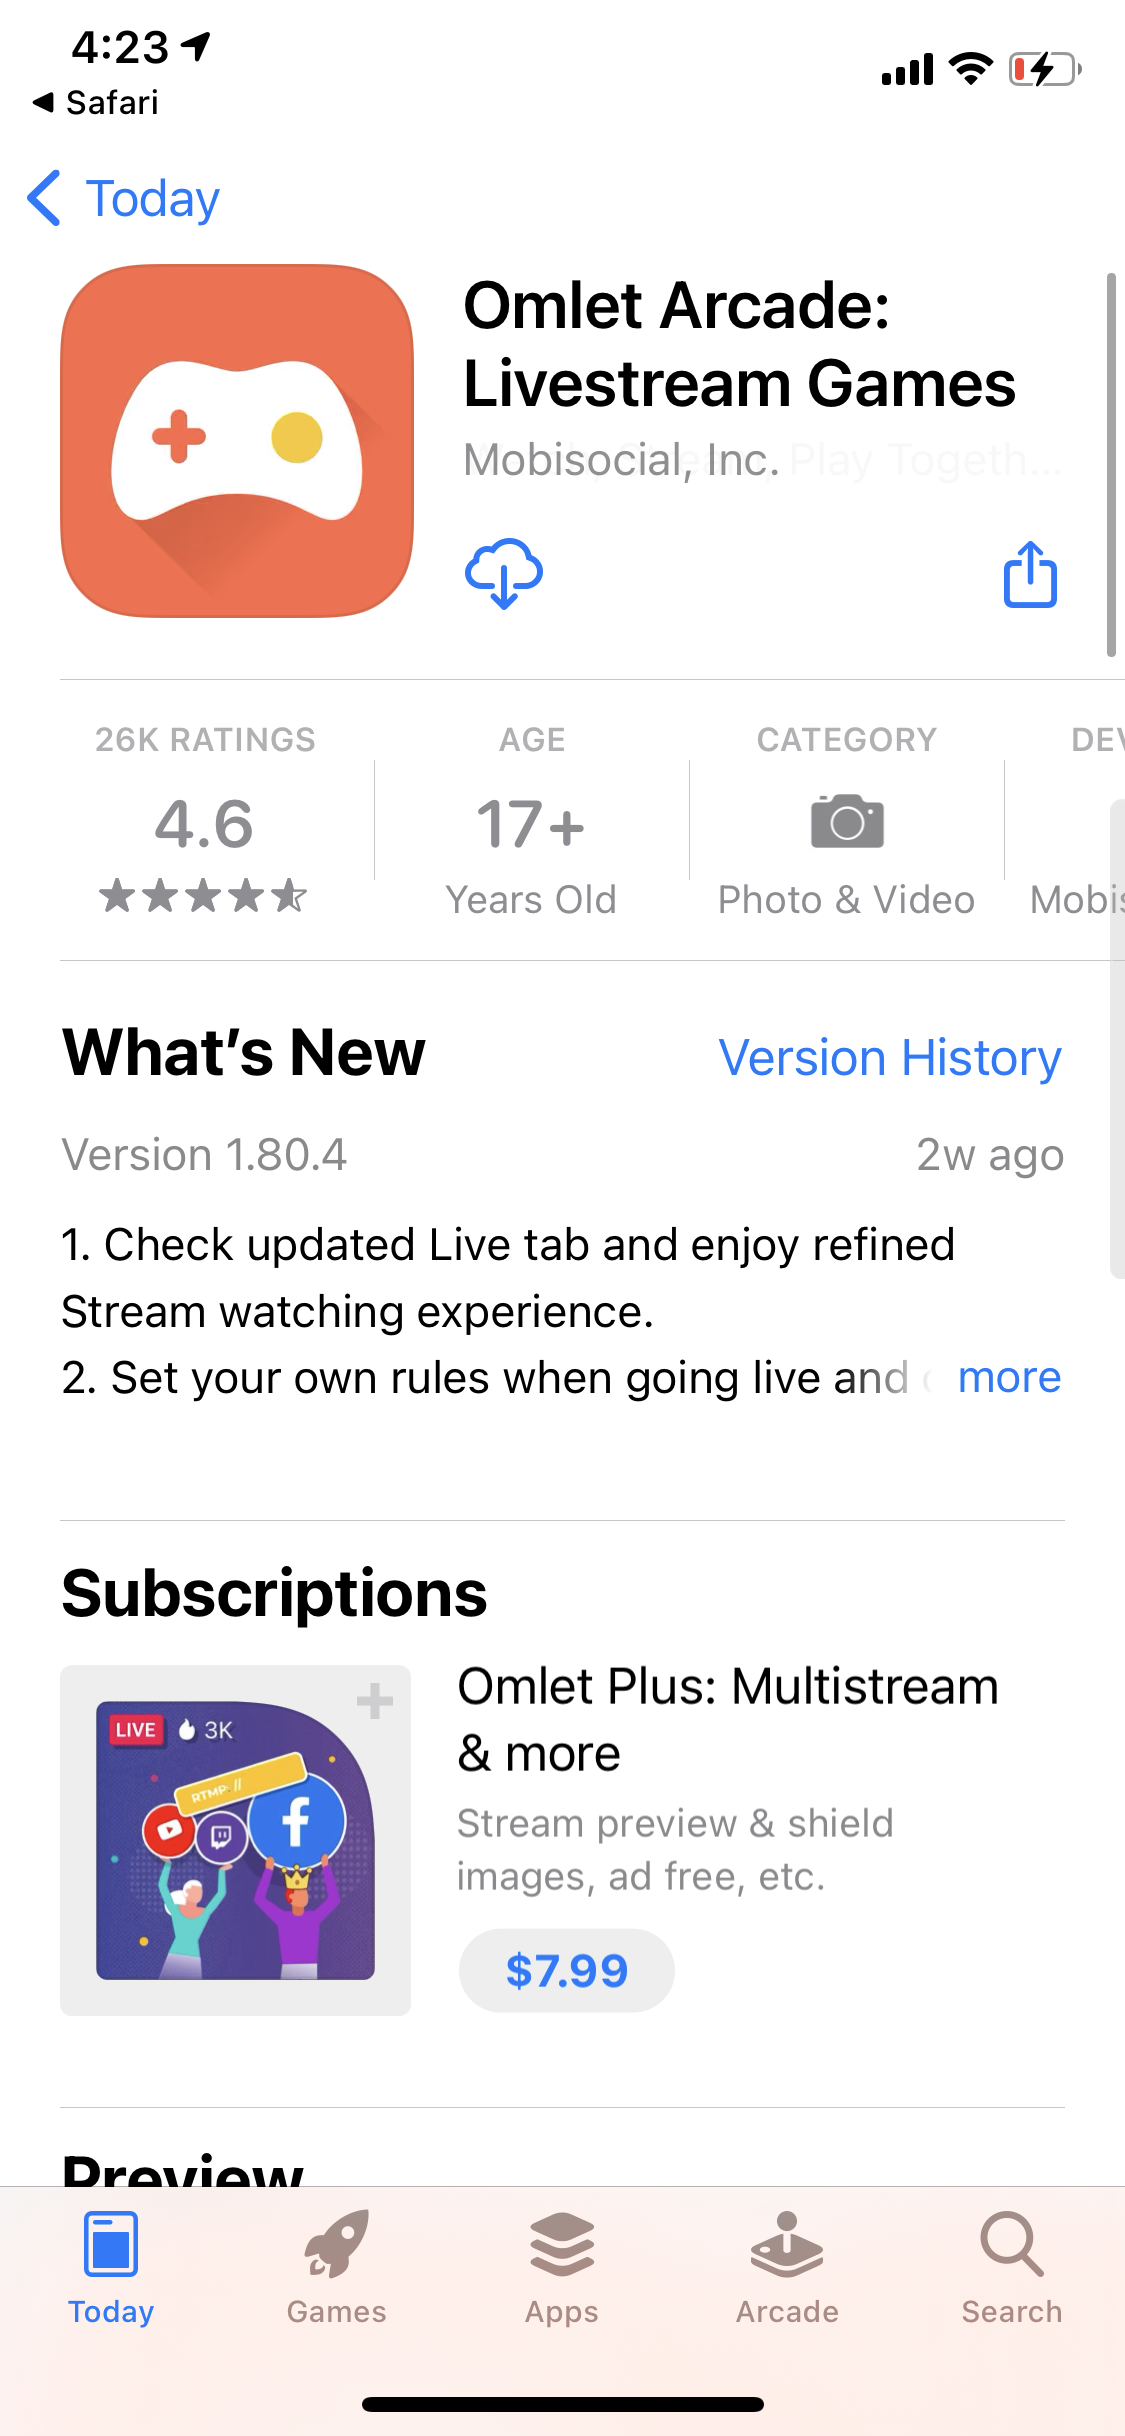 4:23
Safari
Today
Omlet Arcade:
Livestream Games
Mobisocial, Inc.
Play Togeth...
26K RATINGS
4.6
AGE
17+
Years Old
CATEGORY
Photo & Video
DEV
Mobis
What's New
Version History
Version 1.80.4
2w ago
1. Check updated Live tab and enjoy refined
Stream watching experience.
2. Set your own rules when going live and
more
Subscriptions
LIVE
3K
RTMP: //
Omlet Plus: Multistream
& more
Stream preview & shield
images, ad free, etc.
$7.99
Preview
Today
Games
Apps
Arcade
Search